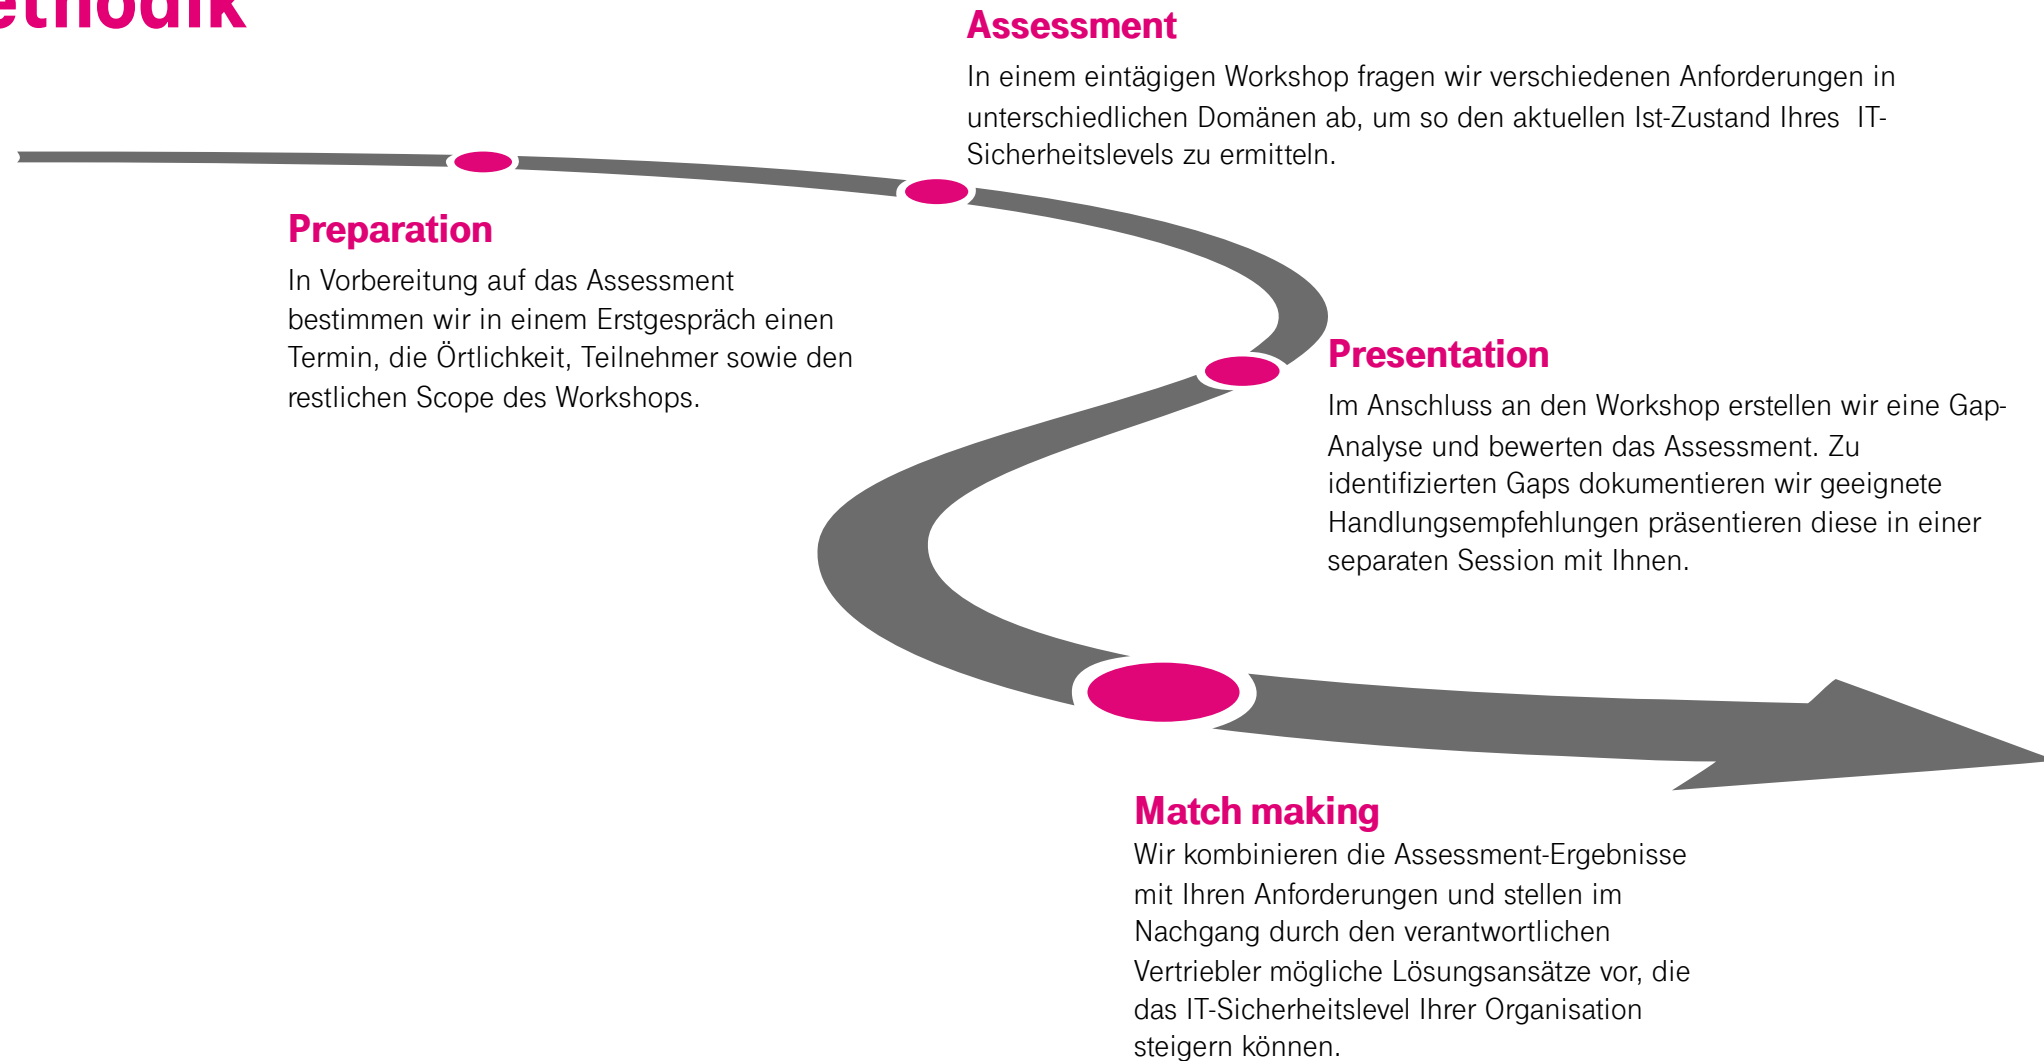 ethodik
Assessment
In einem eintägigen Workshop fragen wir verschiedenen Anforderungen in
unterschiedlichen Domänen ab, um so den aktuellen Ist-Zustand Ihres  IT-
Sicherheitslevels zu ermitteln.
Preparation
In Vorbereitung auf das Assessment
bestimmen wir in einem Erstgespräch einen
Termin, die Örtlichkeit, Teilnehmer sowie den
restlichen Scope des Workshops.
Presentation
Im Anschluss an den Workshop erstellen wir eine Gap-
Analyse und bewerten das Assessment. Zu
identifizierten Gaps dokumentieren wir geeignete
Handlungsempfehlungen präsentieren diese in einer
separaten Session mit Ihnen.
Match making
Wir kombinieren die Assessment-Ergebnisse
mit Ihren Anforderungen und stellen im
Nachgang durch den verantwortlichen
Vertriebler mögliche Lösungsansätze vor, die
das IT-Sicherheitslevel Ihrer Organisation
steigern können.